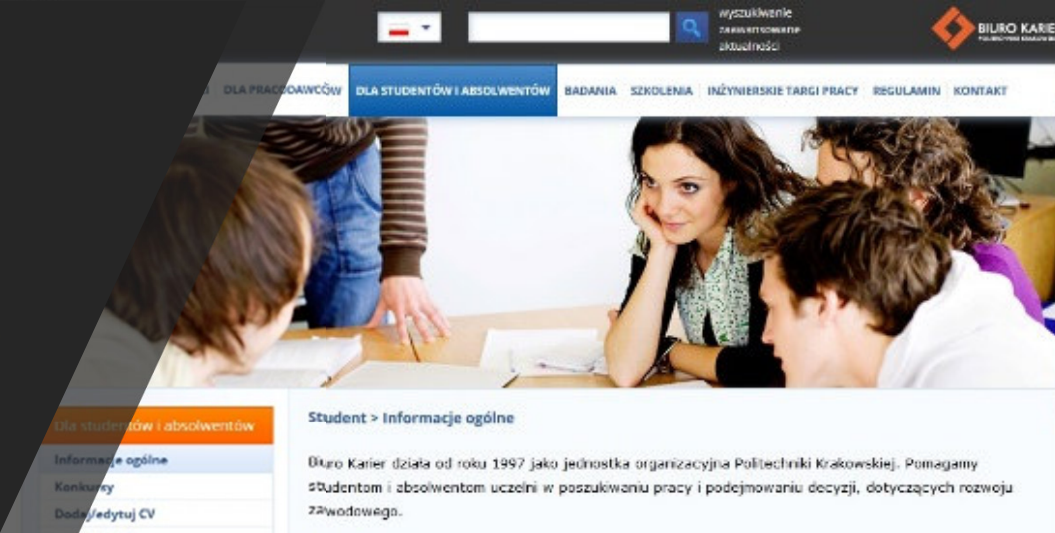 wyszukiwanie
zaawansowane
aktualności
BIURO KARIE
DLA PRACODAWCÓW DLA STUDENTÓW I ABSOLWENTÓW BADANIA SZKOLENIA INŻYNIERSKIE TARGI PRACY REGULAMIN KONTAKT
Dla studentów i absolwentów
Informacje ogólne
Konkursy
Dodaj/edytuj CV
Student > Informacje ogólne
Biuro Karier działa od roku 1997 jako jednostka organizacyjna Politechniki Krakowskiej. Pomagamy
studentom i absolwentom uczelni w poszukiwaniu pracy i podejmowaniu decyzji, dotyczących rozwoju
zawodowego.